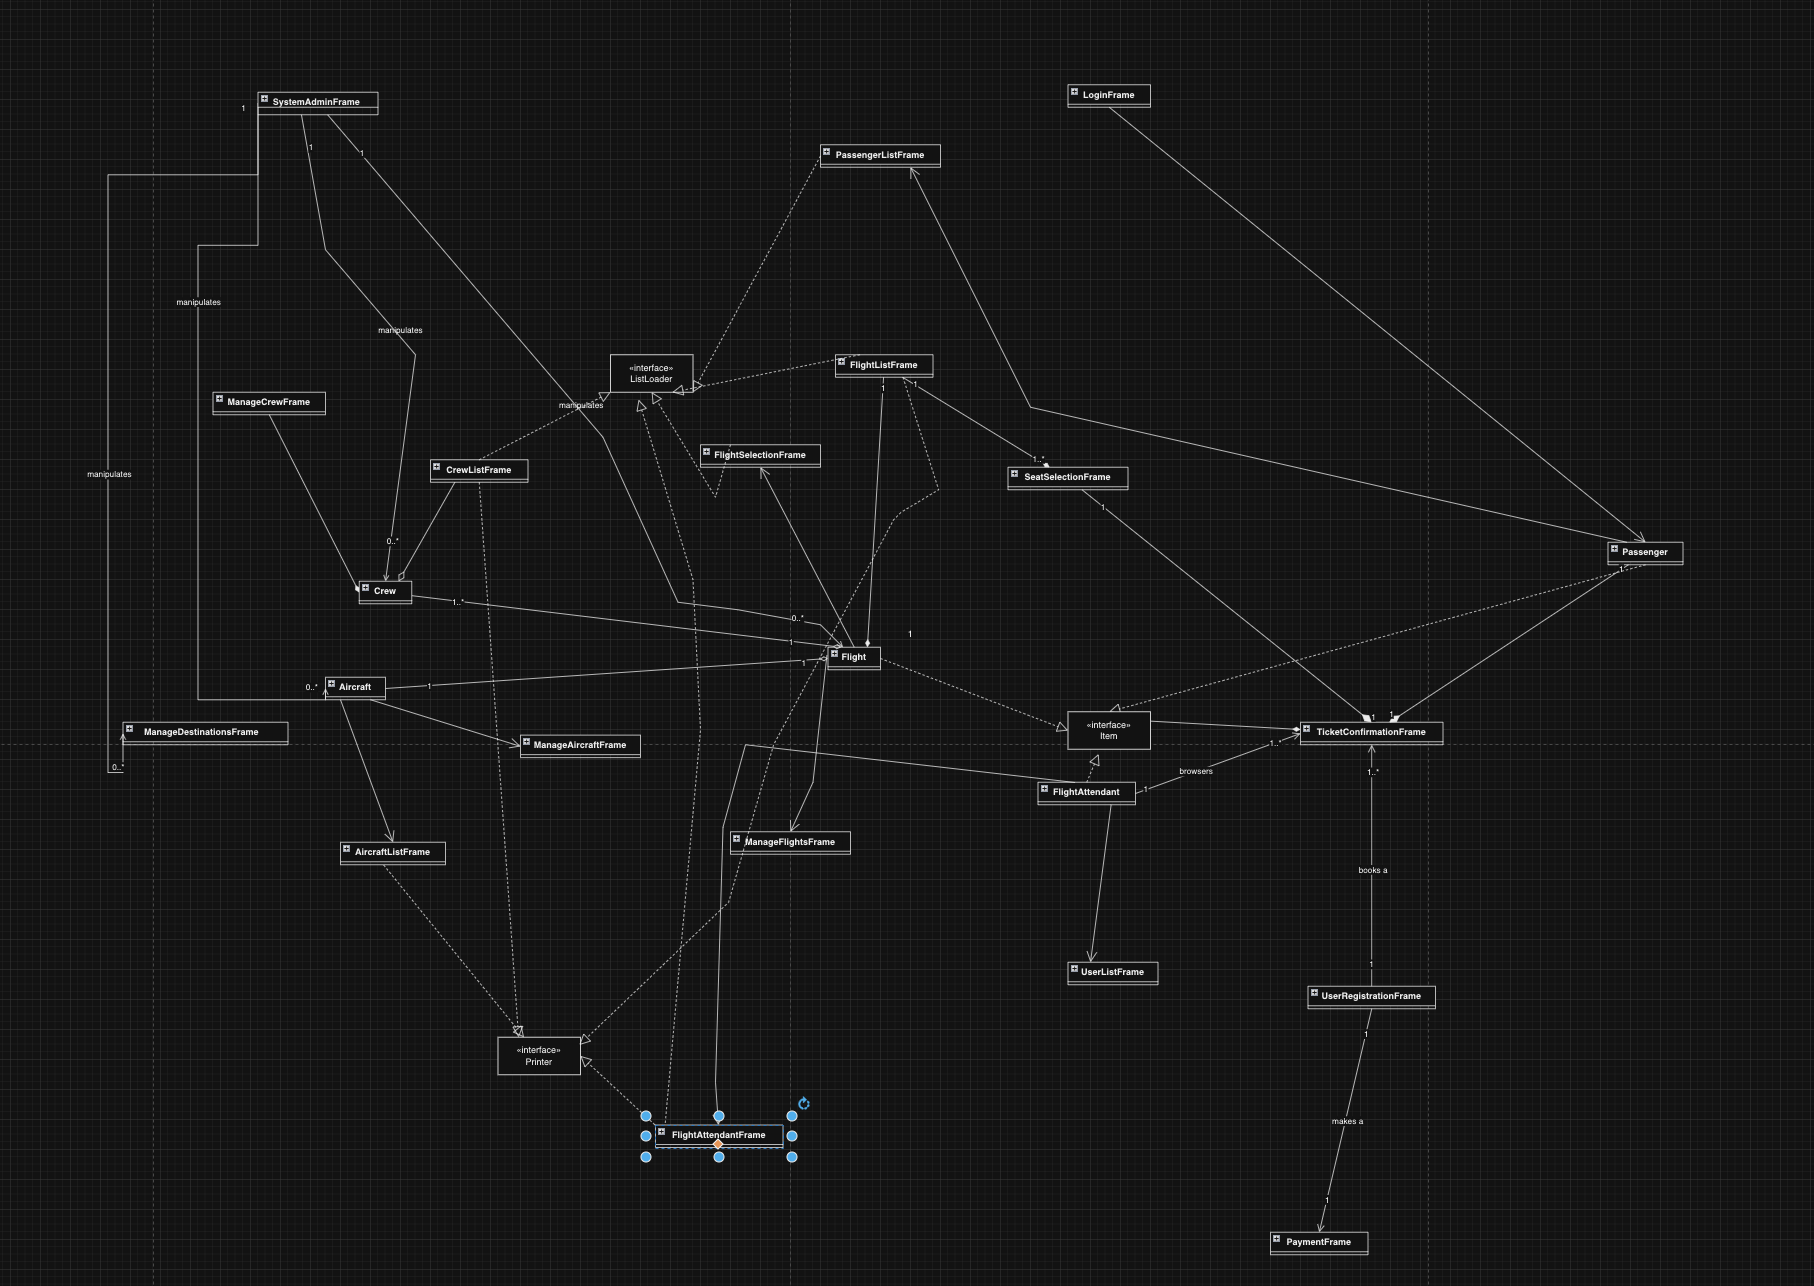 LoginFrame
SystemAdminFrame
1
1
1
PassengerListFrame
manipulates
manipulates
«interface»
ListLoader
FlightListFrame
1
1
ManageCrewFrame
manipulates
FlightSelectionFrame
1..*
CrewListFrame
manipulates
SeatSelectionFrame
1
0..*
Passenger
1
Crew
1..*
0..*
1
1
Flight
1
Aircraft
1
0..*
«interface»
Item
1
1
ManageDestinationsFrame
TicketConfirmationFrame
ManageAircraftFrame
1..*
0..*
browsers
1..*
FlightAttendant
1
ManageFlightsFrame
AircraftListFrame
books a
1
UserListFrame
UserRegistrationFrame
1
«interface»
Printer
makes a
FlightAttendantFrame
1
PaymentFrame